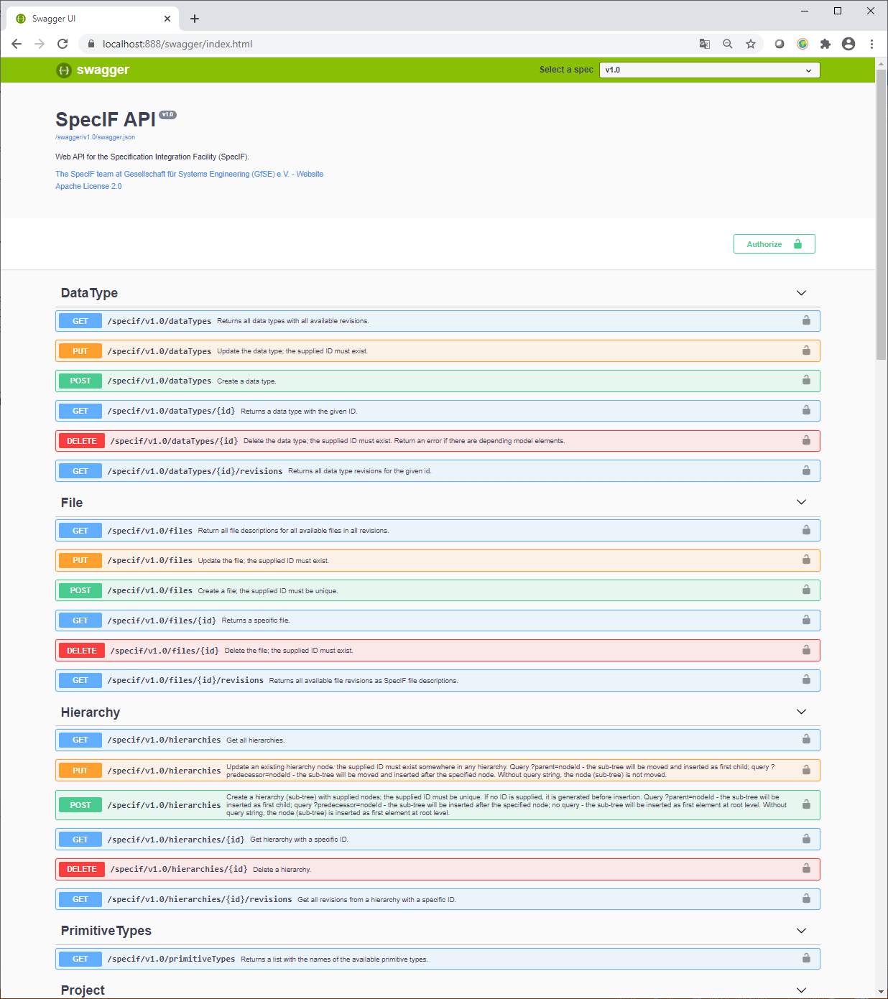 Swagger UI
localhost:888/swagger/index.html
swagger
Select a spec
v1.0
SpecIF API v1.0
/swagger/v1.0/swagger.json
Web API for the Specification Integration Facility (SpecIF).
The SpecIF team at Gesellschaft für Systems Engineering (GfSE) e.V. - Website
Apache License 2.0
Authorize
DataType
GET /specif/v1.0/dataTypes Returns all data types with all available revisions.
PUT /specif/v1.0/dataTypes Update the data type; the supplied ID must exist.
POST /specif/v1.0/dataTypes Create a data type.
GET /specif/v1.0/dataTypes/{id} Returns a data type with the given ID.
DELETE /specif/v1.0/dataTypes/{id} Delete the data type; the supplied ID must exist. Return an error if there are depending model elements.
GET /specif/v1.0/dataTypes/{id}/revisions Returns all data type revisions for the given id.
File
GET /specif/v1.0/files Return all file descriptions for all available files in all revisions.
PUT /specif/v1.0/files Update the file; the supplied ID must exist.
POST /specif/v1.0/files Create a file; the supplied ID must be unique.
GET /specif/v1.0/files/{id} Returns a specific file.
DELETE /specif/v1.0/files/{id} Delete the file; the supplied ID must exist.
GET /specif/v1.0/files/{id}/revisions Returns all available file revisions as SpecIF file descriptions.
Hierarchy
GET /specif/v1.0/hierarchies Get all hierarchies.
PUT /specif/v1.0/hierarchies Update an existing hierarchy node. the supplied ID must exist somewhere in any hierarchy. Query ?parent=nodeId - the sub-tree will be moved and inserted as first child; query ?
predecessor=nodeId - the sub-tree will be moved and inserted after the specified node. Without query string, the node (sub-tree) is not moved.
POST /specif/v1.0/hierarchies Create a hierarchy (sub-tree) with supplied nodes; the supplied ID must be unique. If no ID is supplied, it is generated before insertion. Query ?parent=nodeId - the sub-tree will be
inserted as first child; query ?predecessor=nodeId - the sub-tree will be inserted after the specified node; no query - the sub-tree will be inserted as first element at root level. Without
query string, the node (sub-tree) is inserted as first element at root level.
GET /specif/v1.0/hierarchies/{id} Get hierarchy with a specific ID.
DELETE /specif/v1.0/hierarchies/{id} Delete a hierarchy.
GET /specif/v1.0/hierarchies/{id}/revisions Get all revisions from a hierarchy with a specific ID.
PrimitiveTypes
GET /specif/v1.0/primitiveTypes Returns a list with the names of the available primitive types.
Project